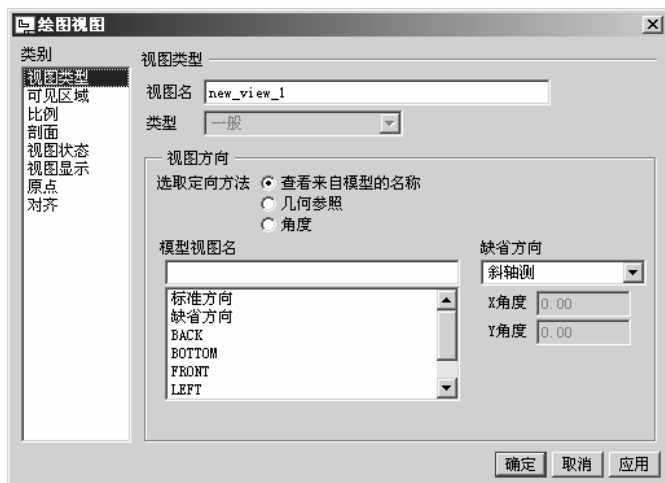 绘图视图
类别
视图类型
可见区域
比例
剖面
视图状态
视图显示
原点
对齐
视图类型
视图名 new_view_1
类型 一般
视图方向
选取定向方法 查看来自模型的名称
几何参照
角度
模型视图名
标准方向
缺省方向
BACK
BOTTOM
FRONT
LEFT
缺省方向
斜轴测
X角度 0.00
Y角度 0.00
确定 取消 应用